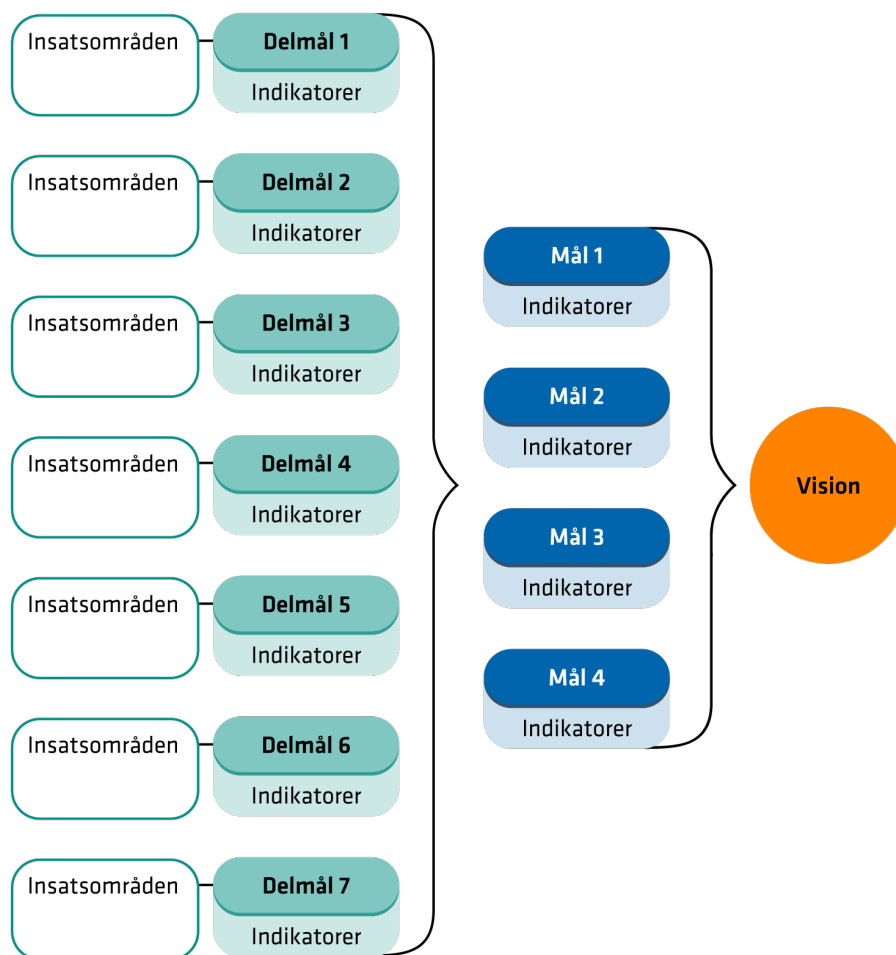 Insatsområden
Delmål 1
Indikatorer
Insatsområden
Delmål 2
Indikatorer
Insatsområden
Delmål 3
Indikatorer
Insatsområden
Delmål 4
Indikatorer
Insatsområden
Delmål 5
Indikatorer
Insatsområden
Delmål 6
Indikatorer
Insatsområden
Delmål 7
Indikatorer
Mål 1
Indikatorer
Mål 2
Indikatorer
Mål 3
Indikatorer
Mål 4
Indikatorer
Vision